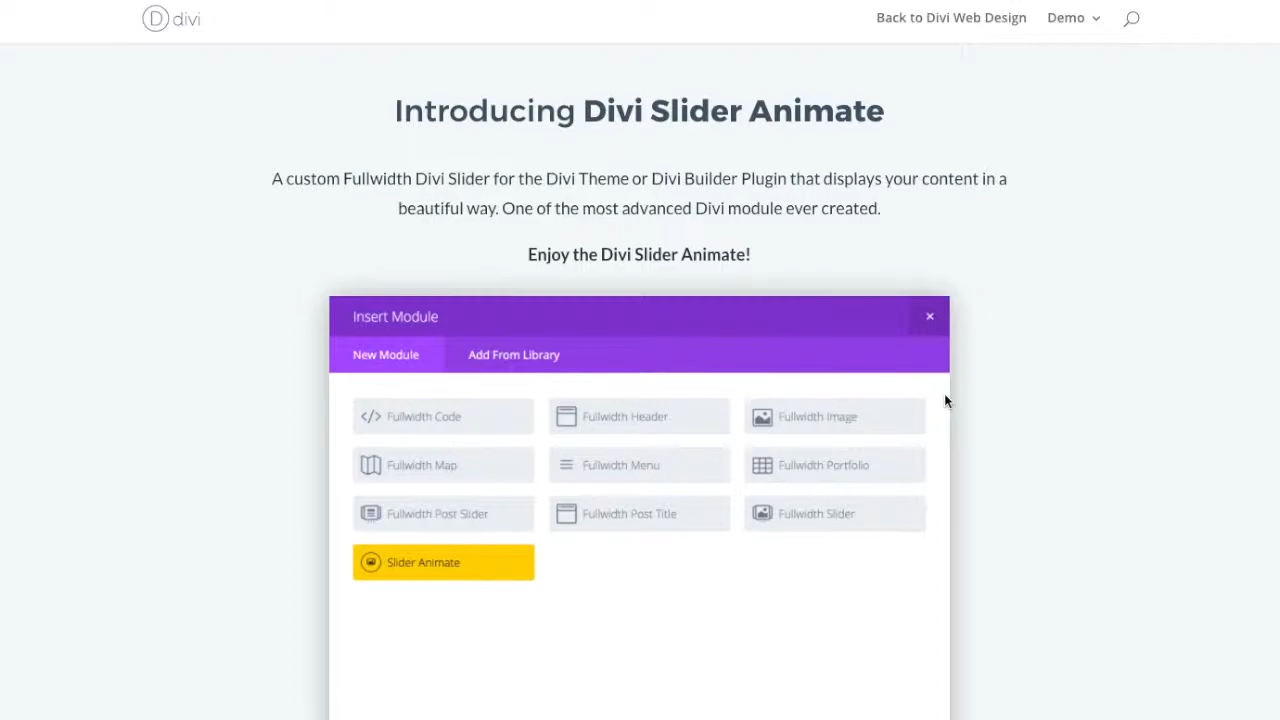 divi
Back to Divi Web Design
Demo
Introducing Divi Slider Animate
A custom Fullwidth Divi Slider for the Divi Theme or Divi Builder Plugin that displays your content in a
beautiful way. One of the most advanced Divi module ever created.
Enjoy the Divi Slider Animate!
Insert Module
New Module
Add From Library
Fullwidth Code
Fullwidth Header
Fullwidth Image
Fullwidth Map
Fullwidth Menu
Fullwidth Portfolio
Fullwidth Post Slider
Fullwidth Post Title
Fullwidth Slider
Slider Animate